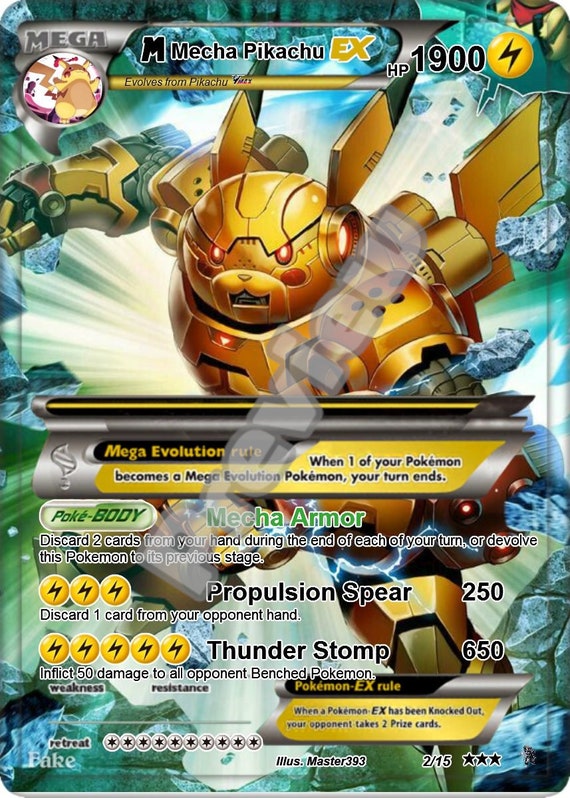 MEGA
M Mecha Pikachu EX
HP 1900
Evolves from Pikachu
Mega Evolution rule
When 1 of your Pokémon
becomes a Mega Evolution Pokémon, your turn ends.
Poké-BODY Mecha Armor
Discard 2 cards from your hand during the end of each of your turn, or devolve
this Pokemon to its previous stage.
Propulsion Spear 250
Discard 1 card from your opponent hand.
Thunder Stomp 650
Inflict 50 damage to all opponent Benched Pokemon.
weakness resistance
Pokémon-EX rule
When a Pokémon-EX has been Knocked Out,
your opponent takes 2 Prize cards.
retreat
Fake
Illus. Master393 2/15